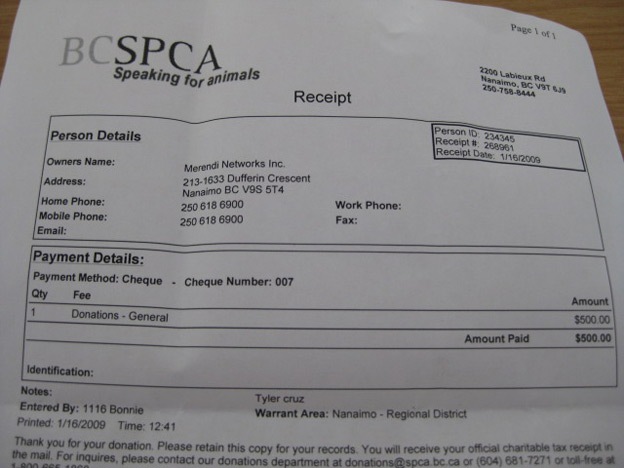 Page 1 of 1
BCSPCA
Speaking for animals
2200 Labieux Rd
Nanaimo, BC V9T 6J9
250-758-8444
Receipt
Person Details
Person ID: 234345
Receipt #: 268961
Receipt Date: 1/16/2009
Owners Name: Merendi Networks Inc.
Address: 213-1633 Dufferin Crescent
Nanaimo BC V9S 5T4
Home Phone: 250 618 6900 Work Phone:
Mobile Phone: 250 618 6900 Fax:
Email:
Payment Details:
Payment Method: Cheque - Cheque Number: 007
Qty Fee Amount
1 Donations - General $500.00
Amount Paid $500.00
Identification:
Notes: Tyler cruz
Entered By: 1116 Bonnie Warrant Area: Nanaimo - Regional District
Printed: 1/16/2009 Time: 12:41
Thank you for your donation. Please retain this copy for your records. You will receive your official charitable tax receipt in
the mail. For inquires, please contact our donations department at donations@spca.bc.ca or (604) 681-7271 or toll-free at